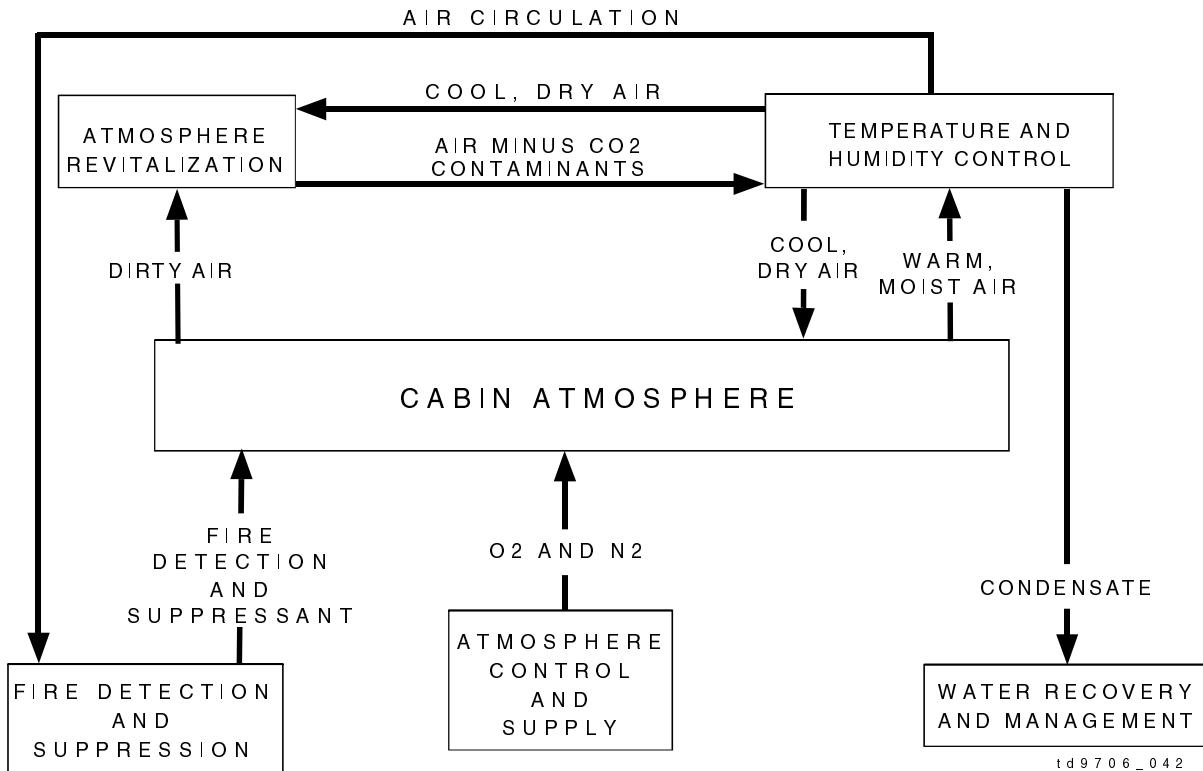 AIR CIRCULATION
COOL, DRY AIR
ATMOSPHERE
REVITALIZATION
AIR MINUS CO2
CONTAMINANTS
TEMPERATURE AND
HUMIDITY CONTROL
DIRTY AIR
COOL,
DRY AIR
WARM,
MOIST AIR
CABIN ATMOSPHERE
FIRE
DETECTION
AND
SUPPRESSANT
O2 AND N2
CONDENSATE
FIRE DETECTION
AND
SUPPRESSION
ATMOSPHERE
CONTROL
AND
SUPPLY
WATER RECOVERY
AND MANAGEMENT
td9706_042